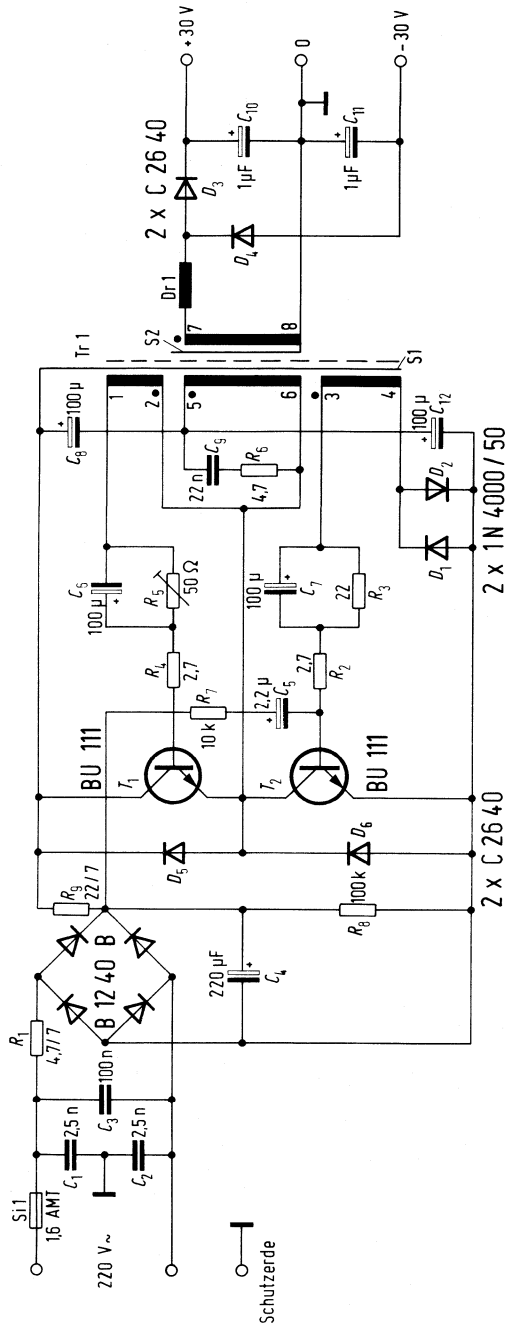 Si1
1,6 AMT
220 V~
Schutzerde
C1
2,5 n
C2
2,5 n
C3
100 n
R1
4,7/7
B 12 40 B
R9
22/7
220 µF
C4
+
R8
100 k
D5
D6
2 x C 26 40
BU 111
T1
T2
BU 111
R4
2,7
R7
10 k
2,2 µ
+
C5
R2
2,7
C6
100 µ
+
R5
50 Ω
100 µ
+
C7
22
R3
C8
100 µ
+
C9
22 n
R6
4,7
1
2
5
6
3
4
100 µ
+
C12
D1
D2
2 x 1 N 4000 / 50
Tr 1
S2
S1
7
8
Dr1
2 x C 26 40
D3
D4
+
1 µF
C10
+
1 µF
C11
+30 V
0
-30 V